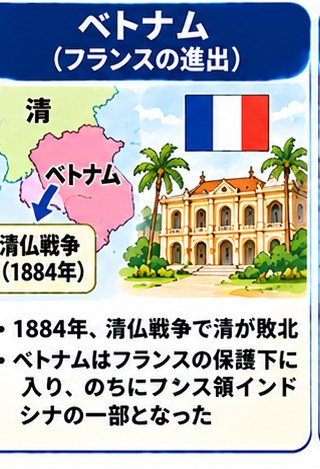 ベトナム
（フランスの進出）
清
ベトナム
清仏戦争
（1884年）
・1884年、清仏戦争で清が敗北
・ベトナムはフランスの保護下に
入り、のちにフンス領インド
シナの一部となった